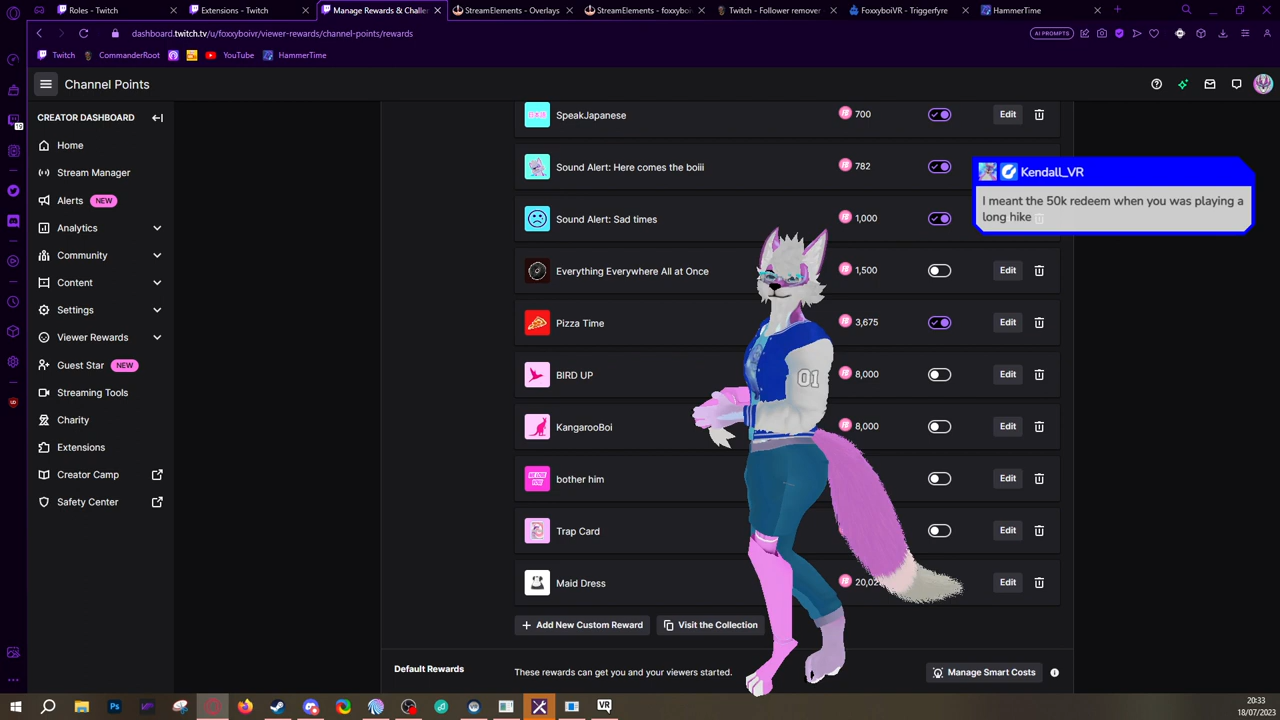 Roles - Twitch
Extensions - Twitch
Manage Rewards & Challe
StreamElements - Overlays
StreamElements - foxxyboi
Twitch - Follower remover
FoxxyboiVR - Triggerfyre
HammerTime
dashboard.twitch.tv/u/foxxyboivr/viewer-rewards/channel-points/rewards
AI PROMPTS
Twitch
CommanderRoot
YouTube
HammerTime
Channel Points
CREATOR DASHBOARD
Home
Stream Manager
Alerts NEW
Analytics
Community
Content
Settings
Viewer Rewards
Guest Star NEW
Streaming Tools
Charity
Extensions
Creator Camp
Safety Center
SpeakJapanese 700 Edit
Sound Alert: Here comes the boiii 782
Sound Alert: Sad times 1,000
Everything Everywhere All at Once 1,500 Edit
Pizza Time 3,675 Edit
BIRD UP 8,000 Edit
KangarooBoi 8,000 Edit
bother him Edit
Trap Card Edit
Maid Dress Edit
Kendall_VR
I meant the 50k redeem when you was playing a
long hike
01
Add New Custom Reward
Visit the Collection
Default Rewards
These rewards can get you and your viewers started.
Manage Smart Costs
20:33
18/07/2023